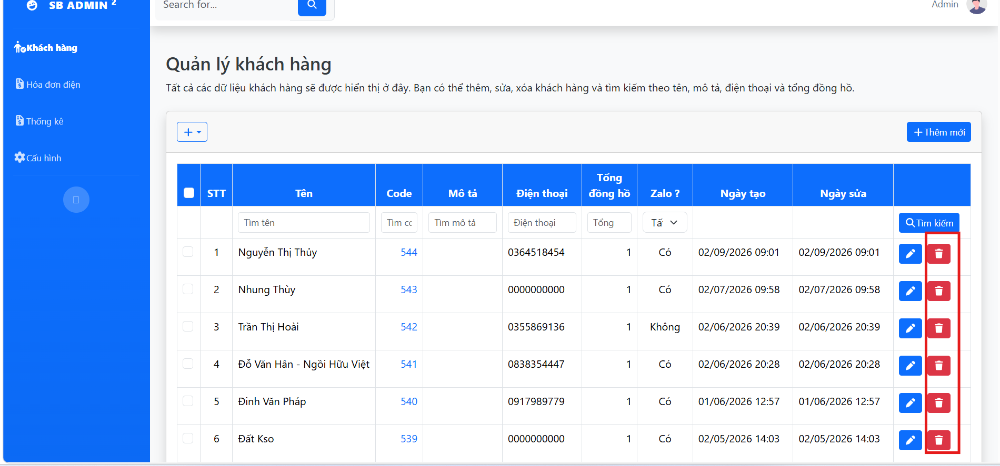 SB ADMIN 2
Search for...
Admin
Khách hàng
Hóa đơn điện
Thống kê
Cấu hình
Quản lý khách hàng
Tất cả các dữ liệu khách hàng sẽ được hiển thị ở đây. Bạn có thể thêm, sửa, xóa khách hàng và tìm kiếm theo tên, mô tả, điện thoại và tổng đồng hồ.
Thêm mới
STT Tên Code Mô tả Điện thoại Tổng đồng hồ Zalo ? Ngày tạo Ngày sửa
Tìm tên Tìm cc Tìm mô tả Điện thoại Tổng Tấ Tìm kiếm
1 Nguyễn Thị Thủy 544 0364518454 1 Có 02/09/2026 09:01 02/09/2026 09:01
2 Nhung Thùy 543 0000000000 1 Có 02/07/2026 09:58 02/07/2026 09:58
3 Trần Thị Hoài 542 0355869136 1 Không 02/06/2026 20:39 02/06/2026 20:39
4 Đỗ Văn Hân - Ngồi Hữu Việt 541 0838354447 1 Có 02/06/2026 20:28 02/06/2026 20:28
5 Đinh Văn Pháp 540 0917989779 1 Có 01/06/2026 12:57 01/06/2026 12:57
6 Đất Kso 539 0000000000 1 Có 02/05/2026 14:03 02/05/2026 14:03